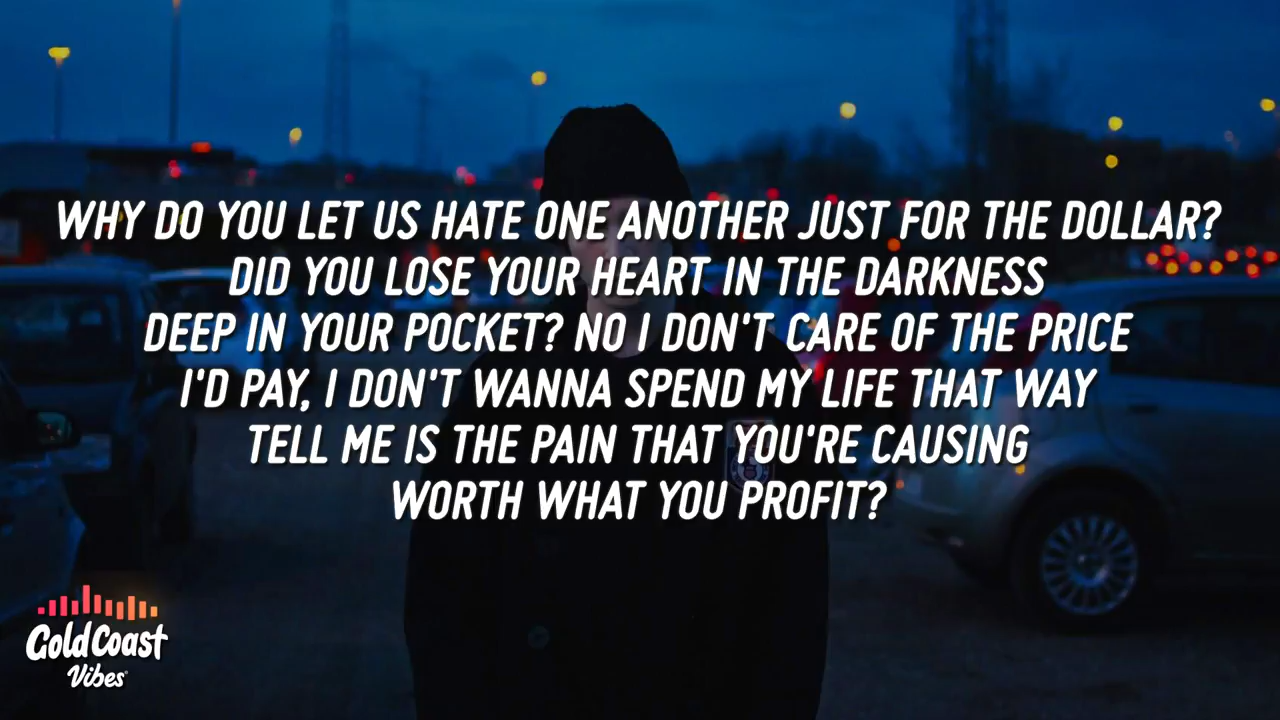 WHY DO YOU LET US HATE ONE ANOTHER JUST FOR THE DOLLAR?
DID YOU LOSE YOUR HEART IN THE DARKNESS
DEEP IN YOUR POCKET? NO I DON'T CARE OF THE PRICE
I'D PAY, I DON'T WANNA SPEND MY LIFE THAT WAY
TELL ME IS THE PAIN THAT YOU'RE CAUSING
WORTH WHAT YOU PROFIT?
Gold Coast
Vibes